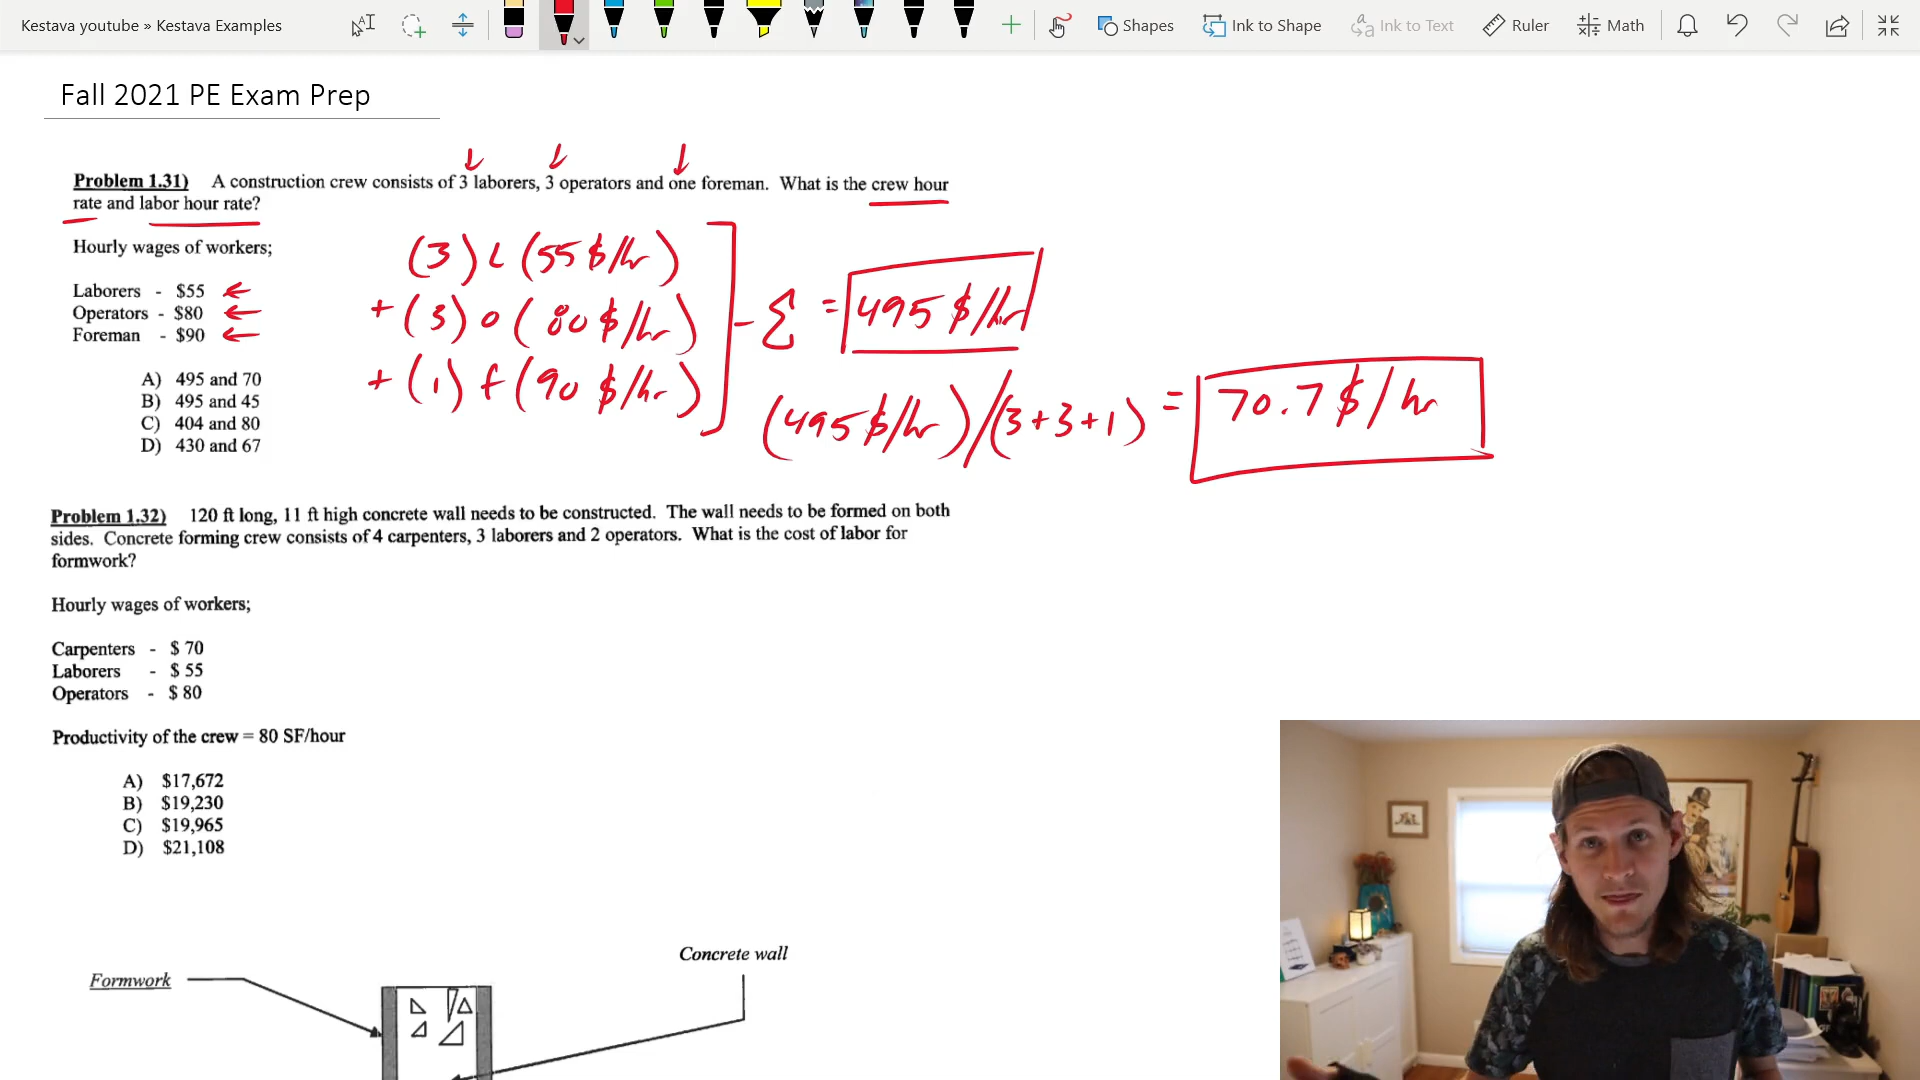 Kestava youtube » Kestava Examples
Shapes
Ink to Shape
Ink to Text
Ruler
Math
Fall 2021 PE Exam Prep
Problem 1.31) A construction crew consists of 3 laborers, 3 operators and one foreman. What is the crew hour
rate and labor hour rate?
Hourly wages of workers;
Laborers - $55
Operators - $80
Foreman - $90
A) 495 and 70
B) 495 and 45
C) 404 and 80
D) 430 and 67
(3) L (55 $/hr)
+ (3) o (80 $/hr)
+ (1) f (90 $/hr)
- Σ = 495 $/hr
(495 $/hr)/(3+3+1) = 70.7 $/hr
Problem 1.32) 120 ft long, 11 ft high concrete wall needs to be constructed. The wall needs to be formed on both
sides. Concrete forming crew consists of 4 carpenters, 3 laborers and 2 operators. What is the cost of labor for
formwork?
Hourly wages of workers;
Carpenters - $ 70
Laborers - $ 55
Operators - $ 80
Productivity of the crew = 80 SF/hour
A) $17,672
B) $19,230
C) $19,965
D) $21,108
Concrete wall
Formwork